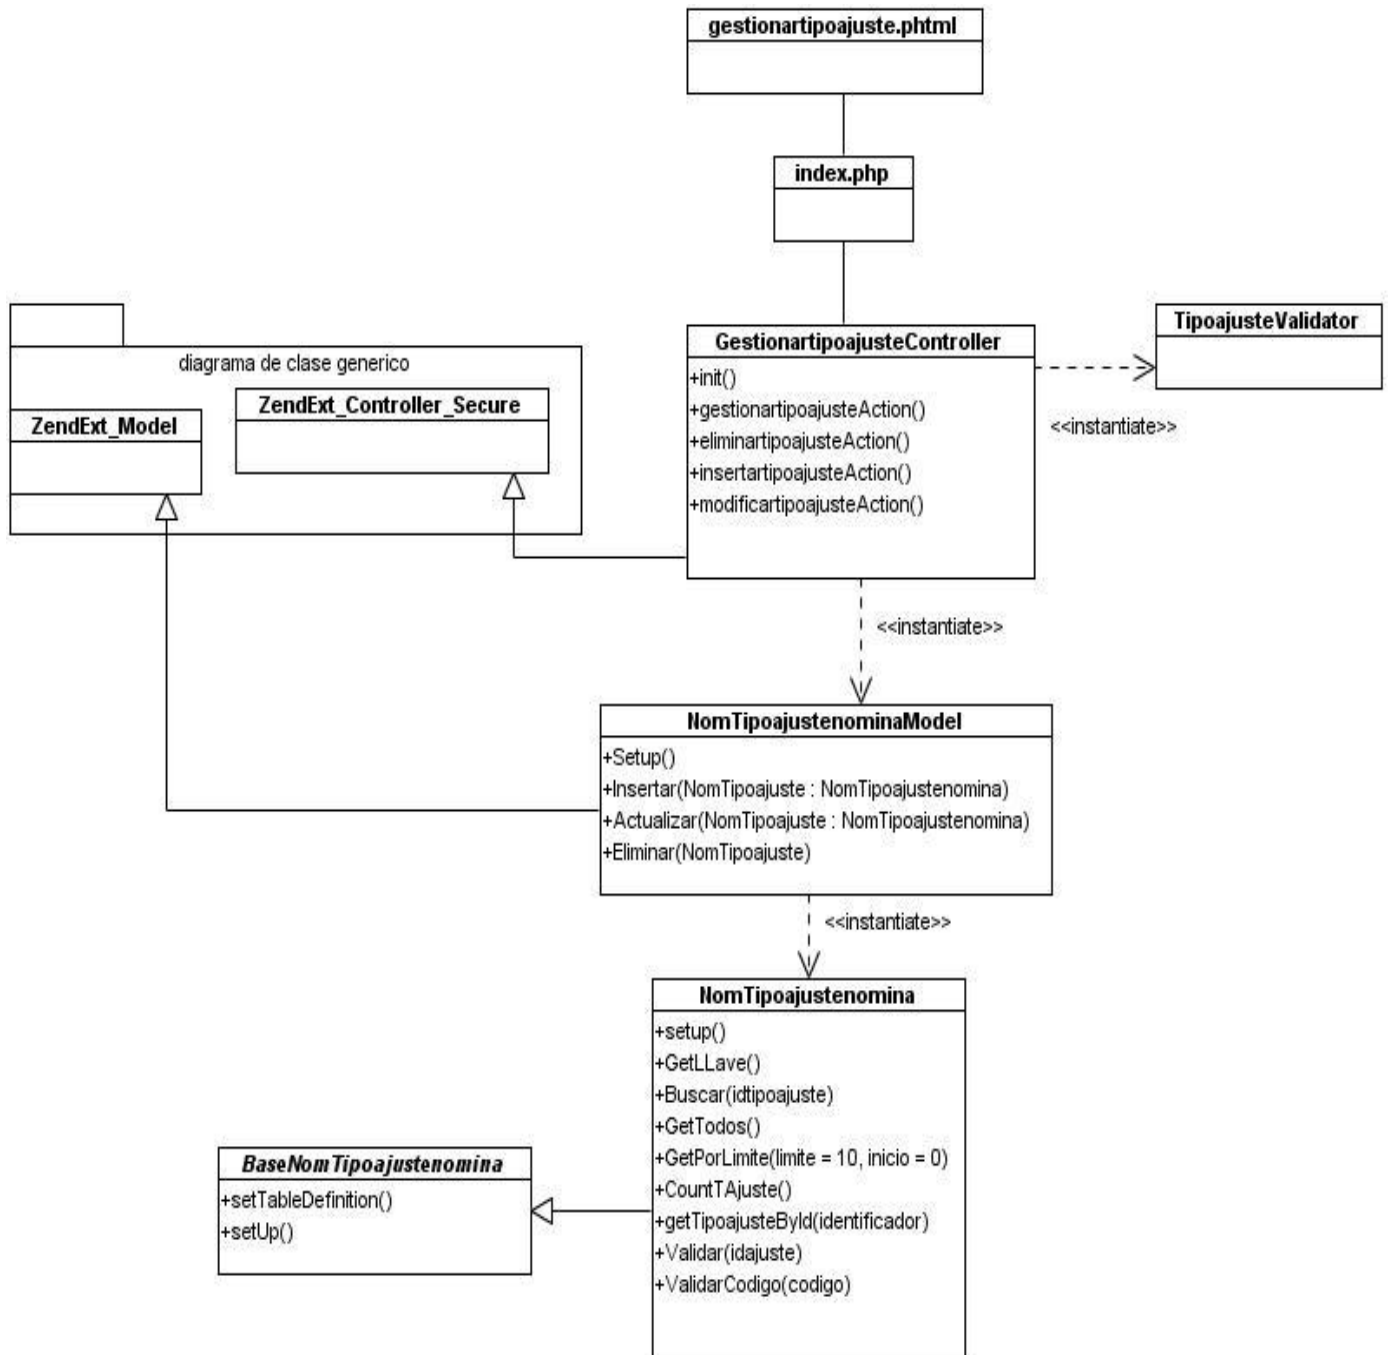 gestionartipoajuste.phtml
index.php
diagrama de clase generico
ZendExt_Model
ZendExt_Controller_Secure
GestionartipoajusteController
+init()
+gestionartipoajusteAction()
+eliminartipoajusteAction()
+insertartipoajusteAction()
+modificartipoajusteAction()
TipoajusteValidator
<<instantiate>>
<<instantiate>>
NomTipoajustenominaModel
+Setup()
+Insertar(NomTipoajuste : NomTipoajustenomina)
+Actualizar(NomTipoajuste : NomTipoajustenomina)
+Eliminar(NomTipoajuste)
<<instantiate>>
NomTipoajustenomina
+setup()
+GetLLave()
+Buscar(idtipoajuste)
+GetTodos()
+GetPorLimite(limite = 10, inicio = 0)
+CountTAjuste()
+getTipoajusteById(identificador)
+Validar(idajuste)
+ValidarCodigo(codigo)
BaseNomTipoajustenomina
+setTableDefinition()
+setUp()